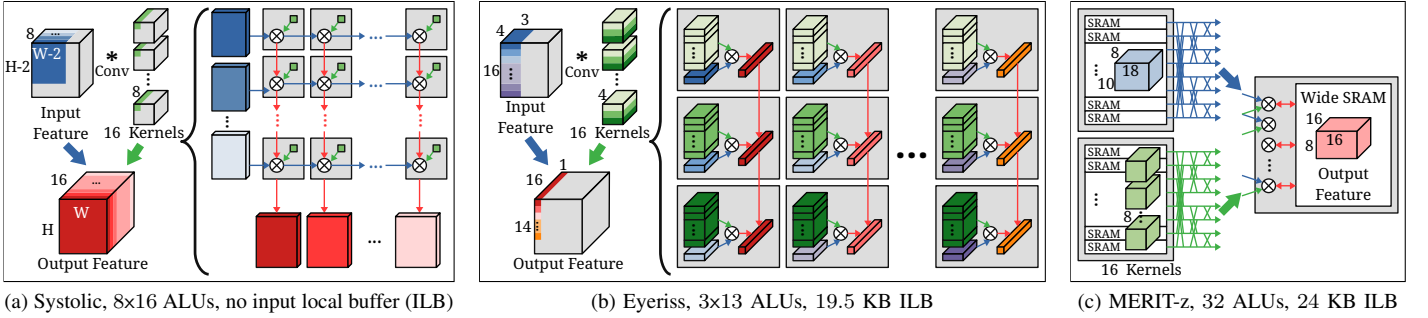 8
...
W-2
H-2
*
Conv
8
Input
Feature
16 Kernels
16
...
W
H
Output Feature
...
...
...
...
(a) Systolic, 8×16 ALUs, no input local buffer (ILB)
3
4
16
*
Conv
4
Input
Feature
16
Kernels
1
16
14
Output Feature
...
(b) Eyeriss, 3×13 ALUs, 19.5 KB ILB
SRAM
SRAM
8
18
10
SRAM
SRAM
SRAM
SRAM
8
SRAM
SRAM
16 Kernels
Wide SRAM
16
8
16
Output
Feature
(c) MERIT-z, 32 ALUs, 24 KB ILB